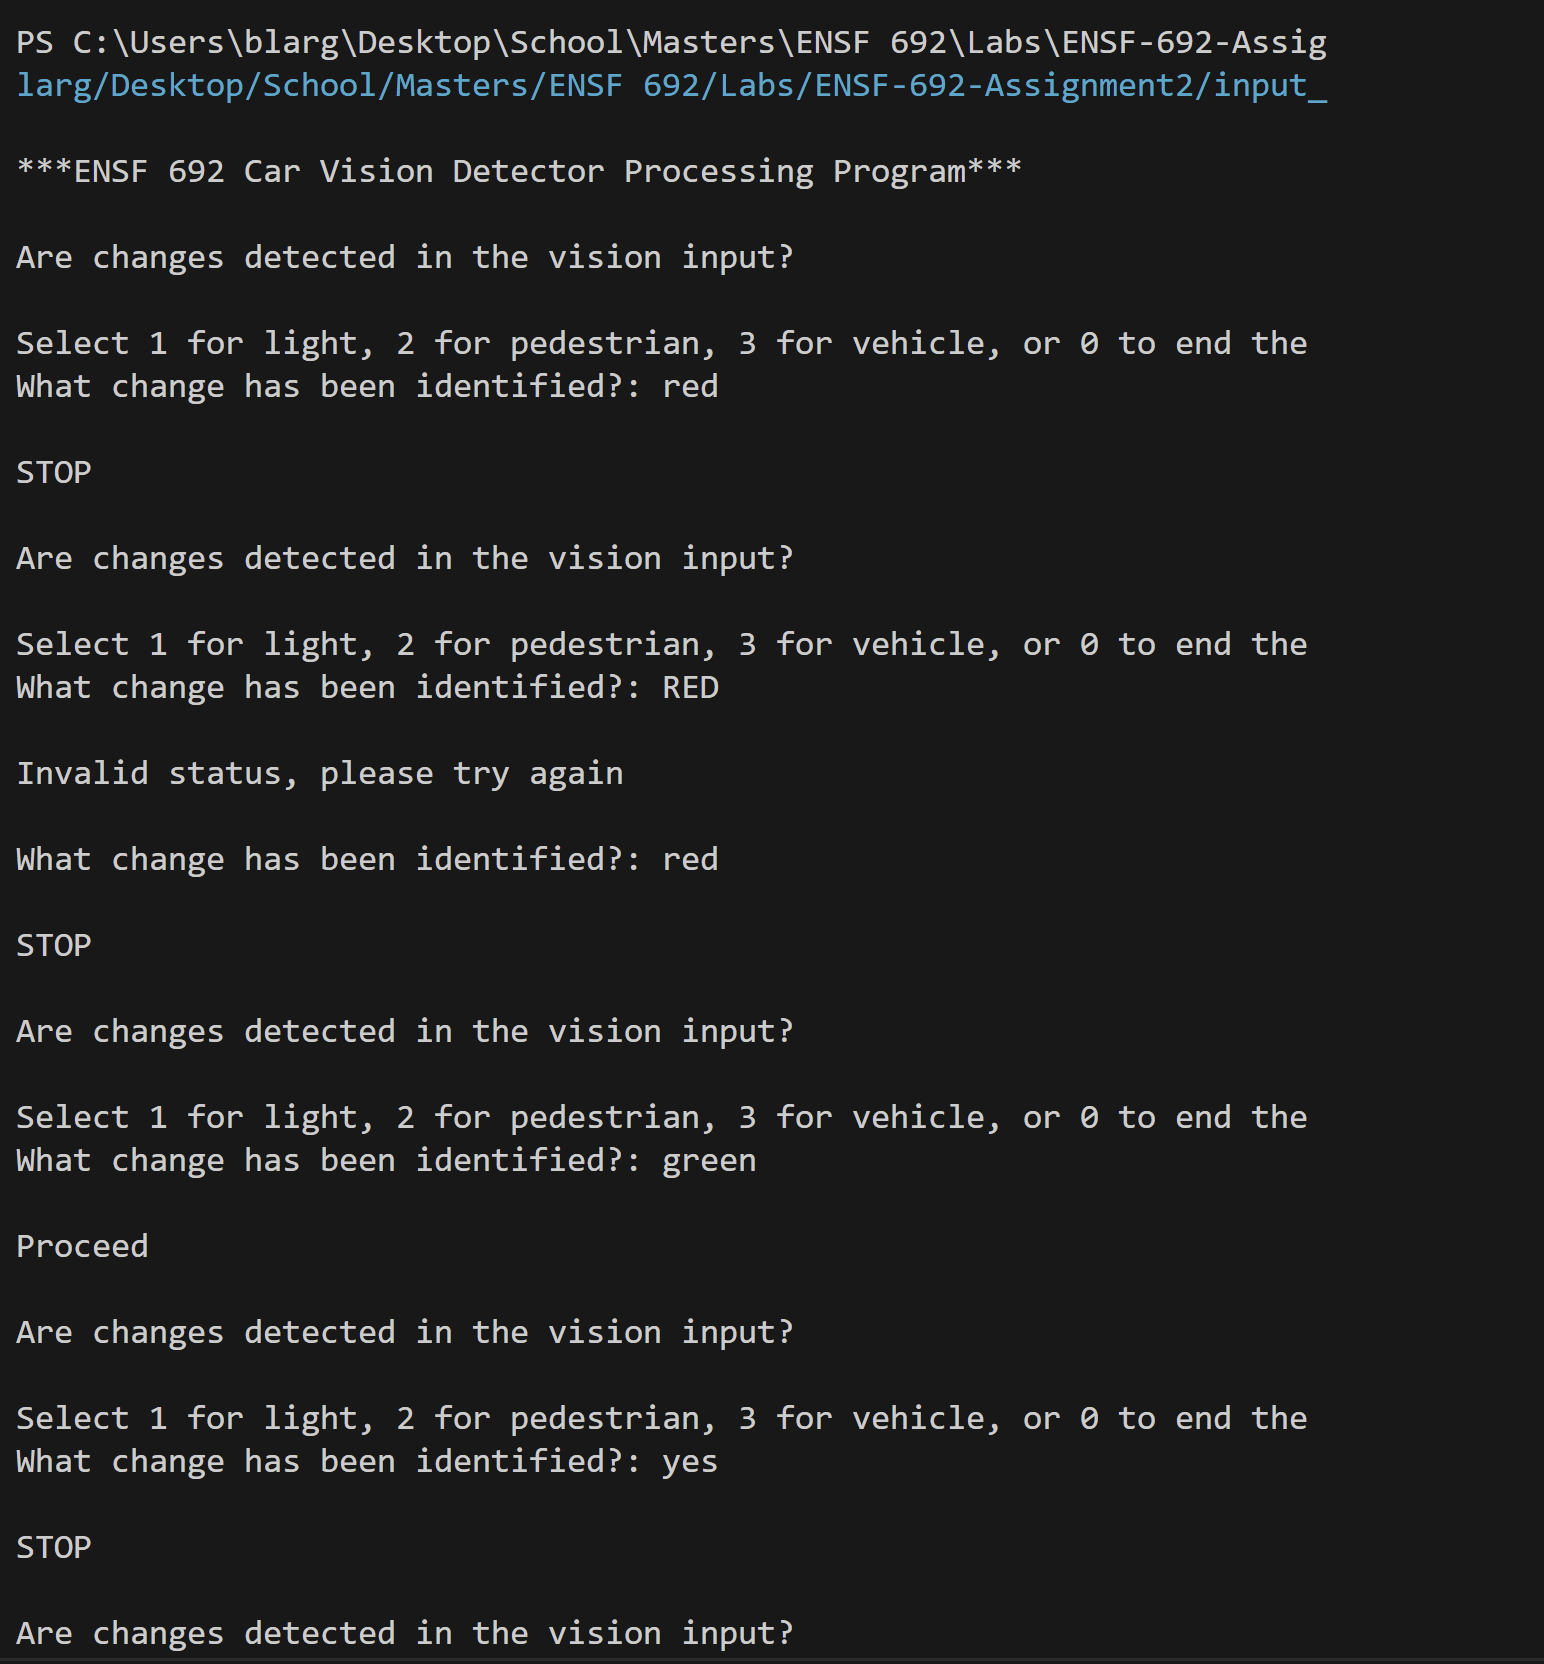 PS C:\Users\blarg\Desktop\School\Masters\ENSF 692\Labs\ENSF-692-Assig
larg/Desktop/School/Masters/ENSF 692/Labs/ENSF-692-Assignment2/input_
***ENSF 692 Car Vision Detector Processing Program***
Are changes detected in the vision input?
Select 1 for light, 2 for pedestrian, 3 for vehicle, or 0 to end the
What change has been identified?: red
STOP
Are changes detected in the vision input?
Select 1 for light, 2 for pedestrian, 3 for vehicle, or 0 to end the
What change has been identified?: RED
Invalid status, please try again
What change has been identified?: red
STOP
Are changes detected in the vision input?
Select 1 for light, 2 for pedestrian, 3 for vehicle, or 0 to end the
What change has been identified?: green
Proceed
Are changes detected in the vision input?
Select 1 for light, 2 for pedestrian, 3 for vehicle, or 0 to end the
What change has been identified?: yes
STOP
Are changes detected in the vision input?